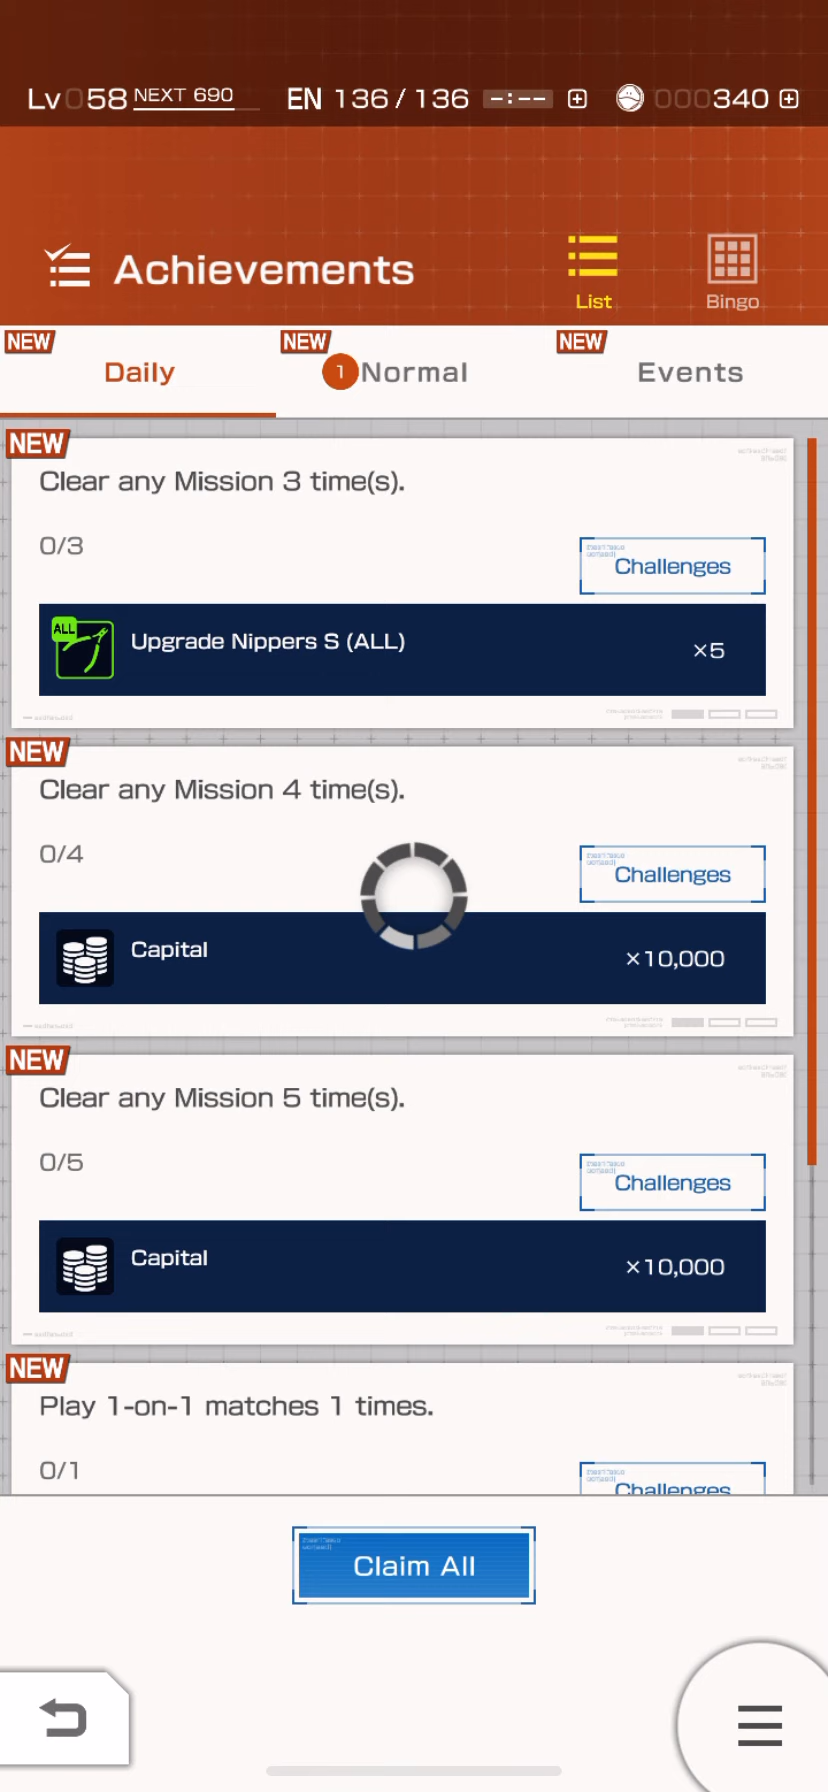 Lv 058 NEXT 690 EN 136 / 136 -:-- 000340
Achievements
List
Bingo
NEW
NEW
NEW
Daily
1 Normal
Events
NEW
Clear any Mission 3 time(s).
0/3
Challenges
ALL
Upgrade Nippers S (ALL)
×5
NEW
Clear any Mission 4 time(s).
0/4
Challenges
Capital
×10,000
NEW
Clear any Mission 5 time(s).
0/5
Challenges
Capital
×10,000
NEW
Play 1-on-1 matches 1 times.
0/1
Challenges
Claim All